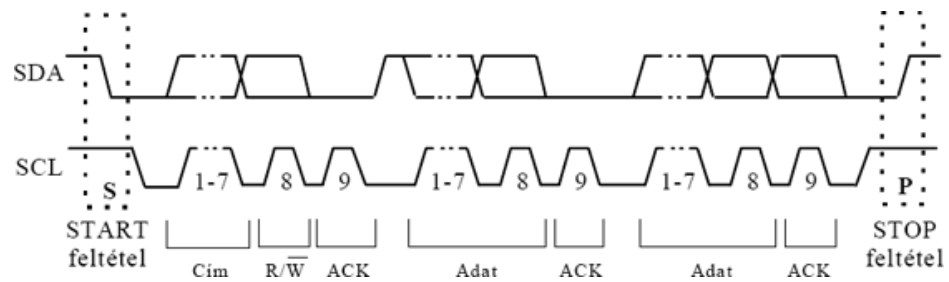 SDA
SCL
1-7 8 9 1-7 8 9 1-7 8 9
S P
START feltétel
STOP feltétel
Cím R/W̅ ACK Adat ACK Adat ACK